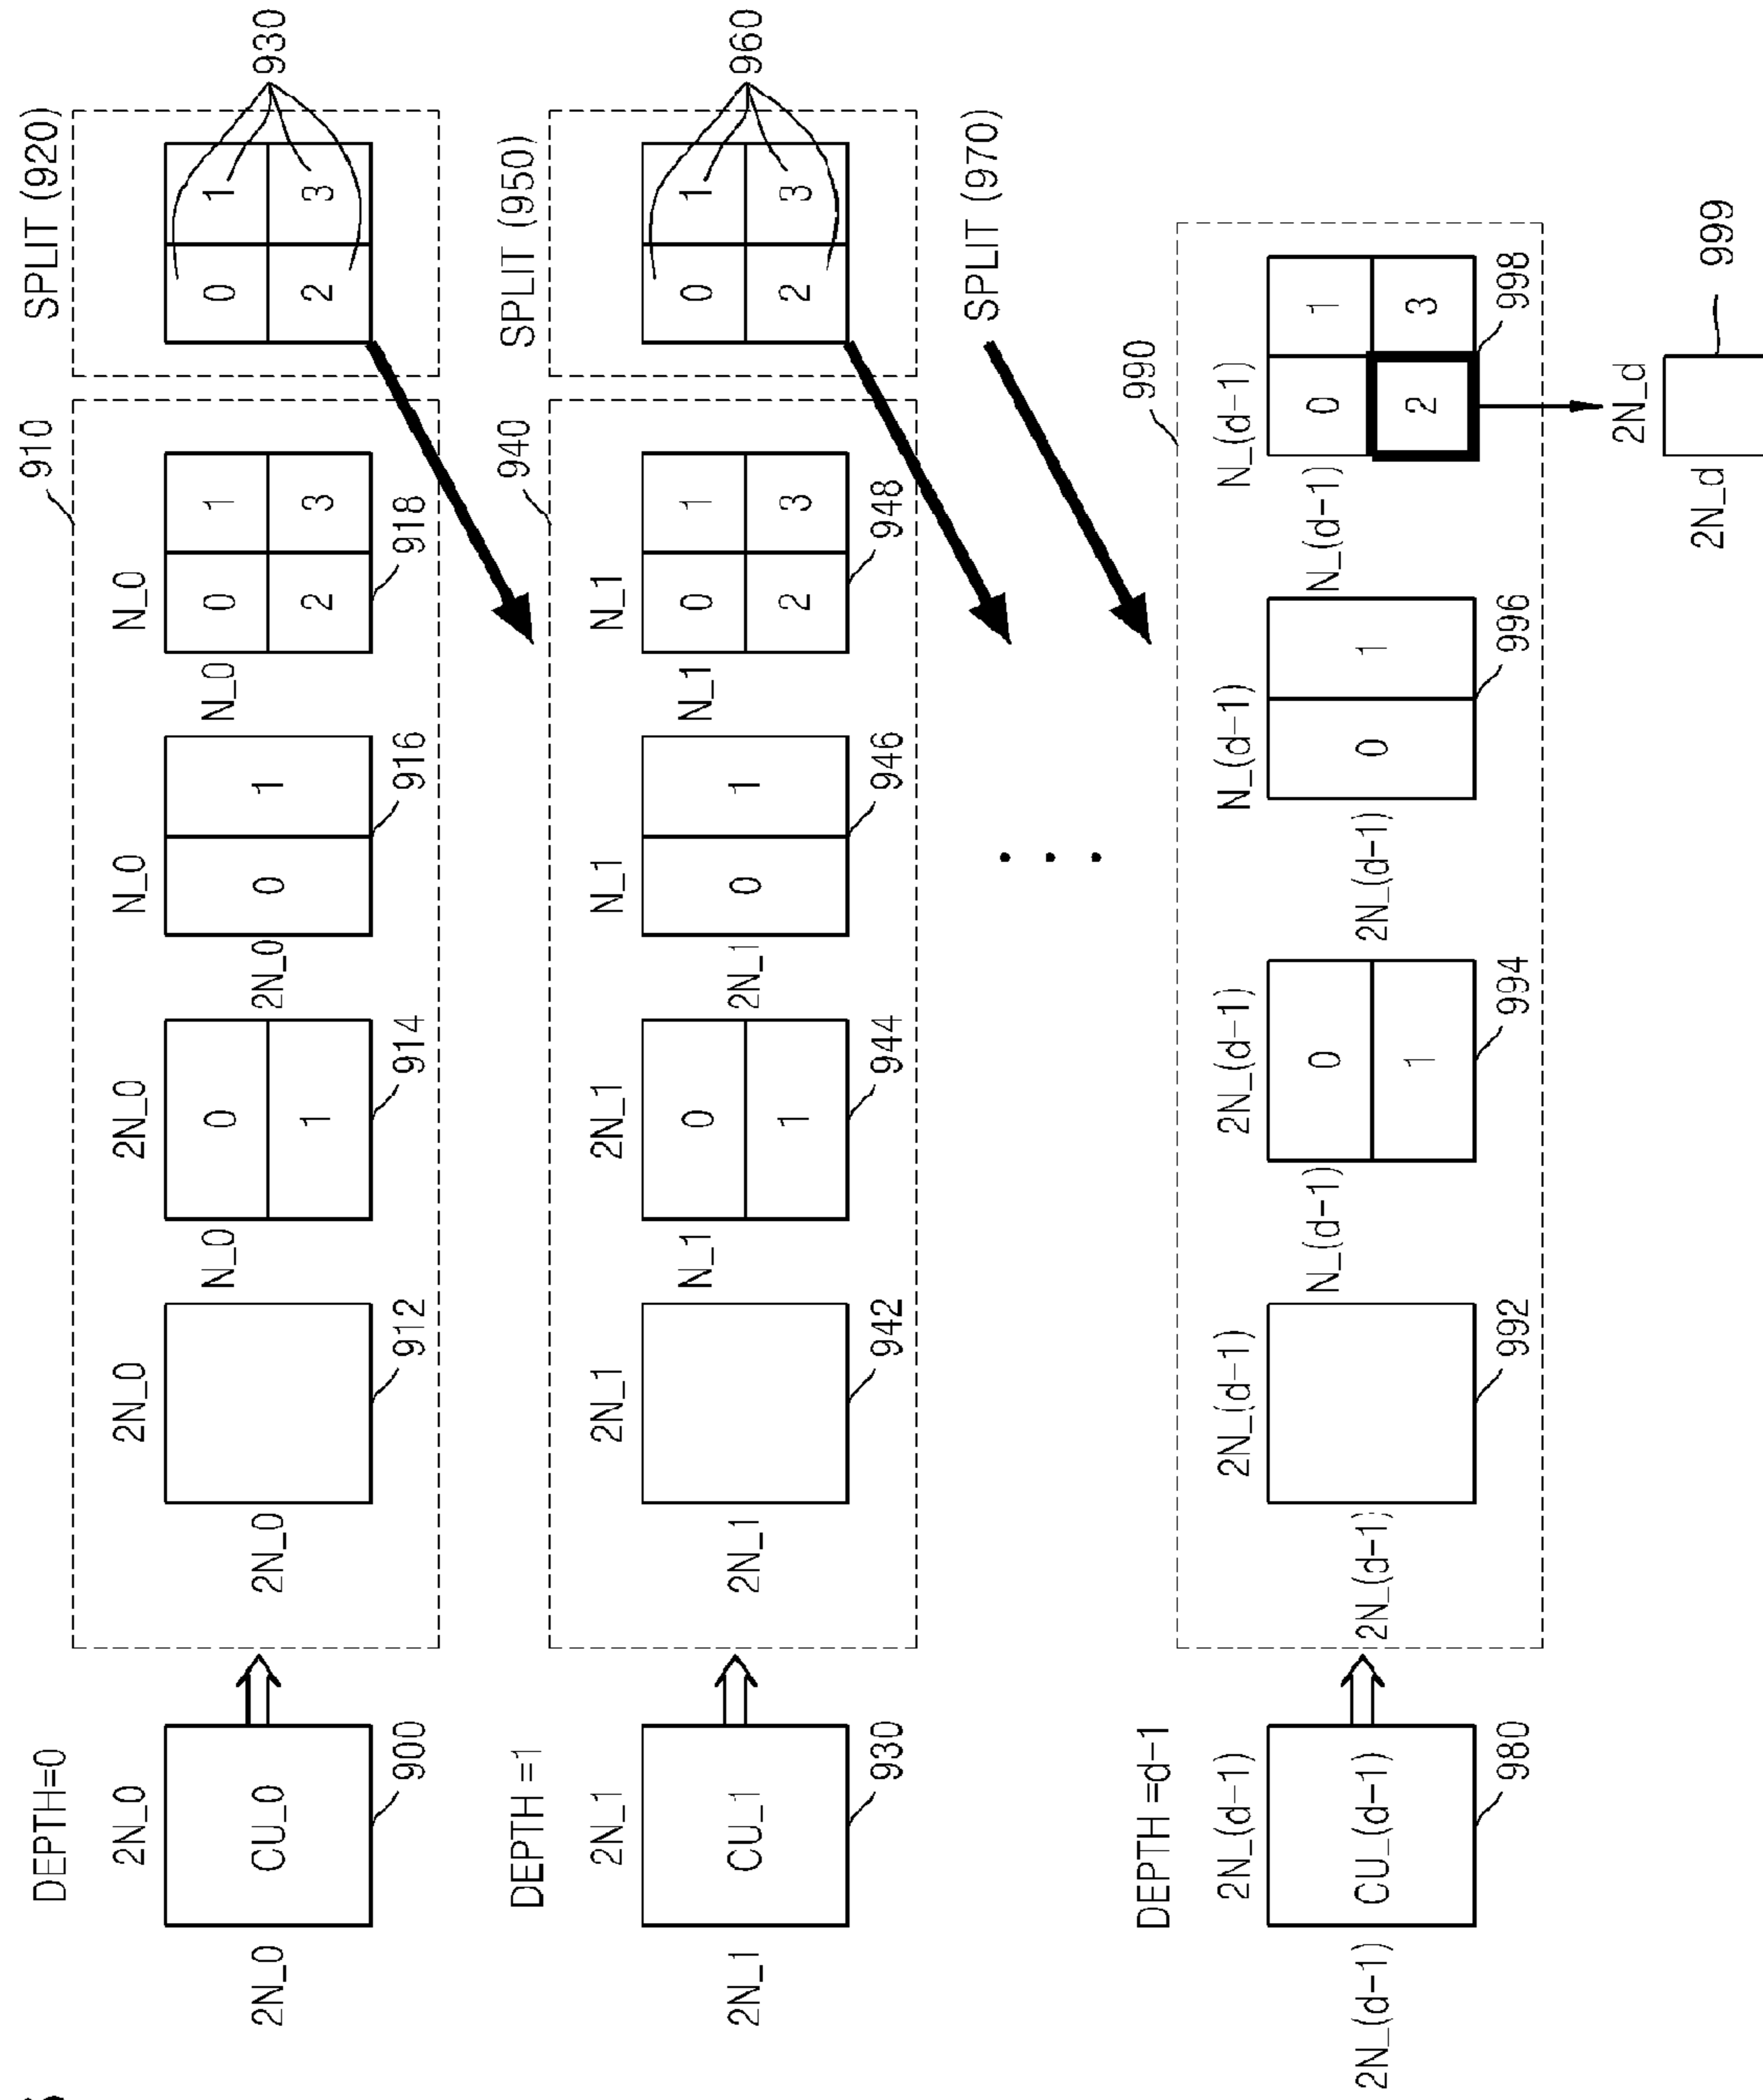 DEPTH=0
2N_0
2N_0
CU_0
900
910
2N_0
2N_0
912
2N_0
N_0
0
1
914
N_0
2N_0
0
1
916
N_0
N_0
0
1
2
3
918
SPLIT (920)
0
1
2
3
930
DEPTH =1
2N_1
2N_1
CU_1
930
940
2N_1
2N_1
942
2N_1
N_1
0
1
944
N_1
2N_1
0
1
946
N_1
N_1
0
1
2
3
948
SPLIT (950)
0
1
2
3
960
SPLIT (970)
DEPTH =d-1
2N_(d-1)
2N_(d-1)
CU_(d-1)
980
990
2N_(d-1)
2N_(d-1)
992
2N_(d-1)
N_(d-1)
0
1
994
N_(d-1)
2N_(d-1)
0
1
996
N_(d-1)
N_(d-1)
0
1
2
3
998
2N_d
2N_d
999